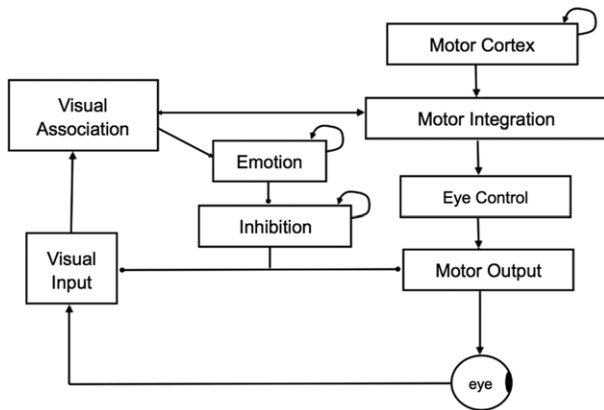 Motor Cortex
Visual
Association
Motor Integration
Emotion
Eye Control
Inhibition
Visual
Input
Motor Output
eye